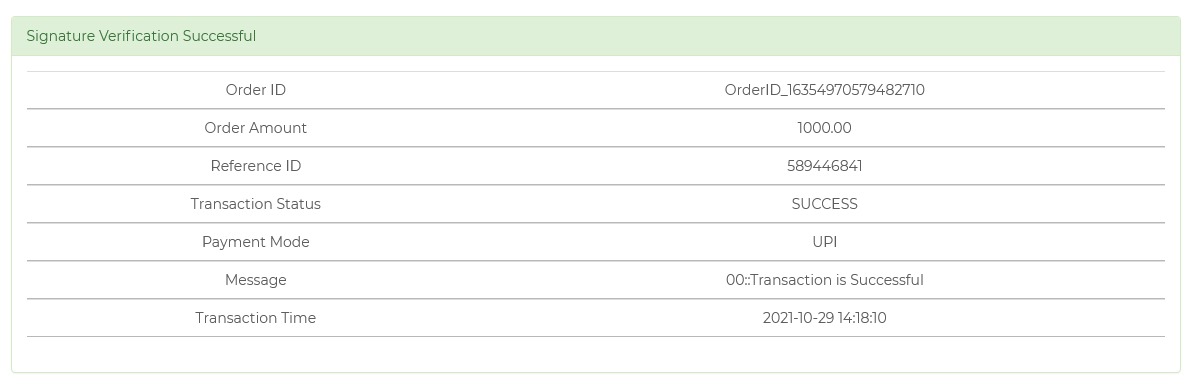 Signature Verification Successful
Order ID OrderID_16354970579482710
Order Amount 1000.00
Reference ID 589446841
Transaction Status SUCCESS
Payment Mode UPI
Message 00::Transaction is Successful
Transaction Time 2021-10-29 14:18:10